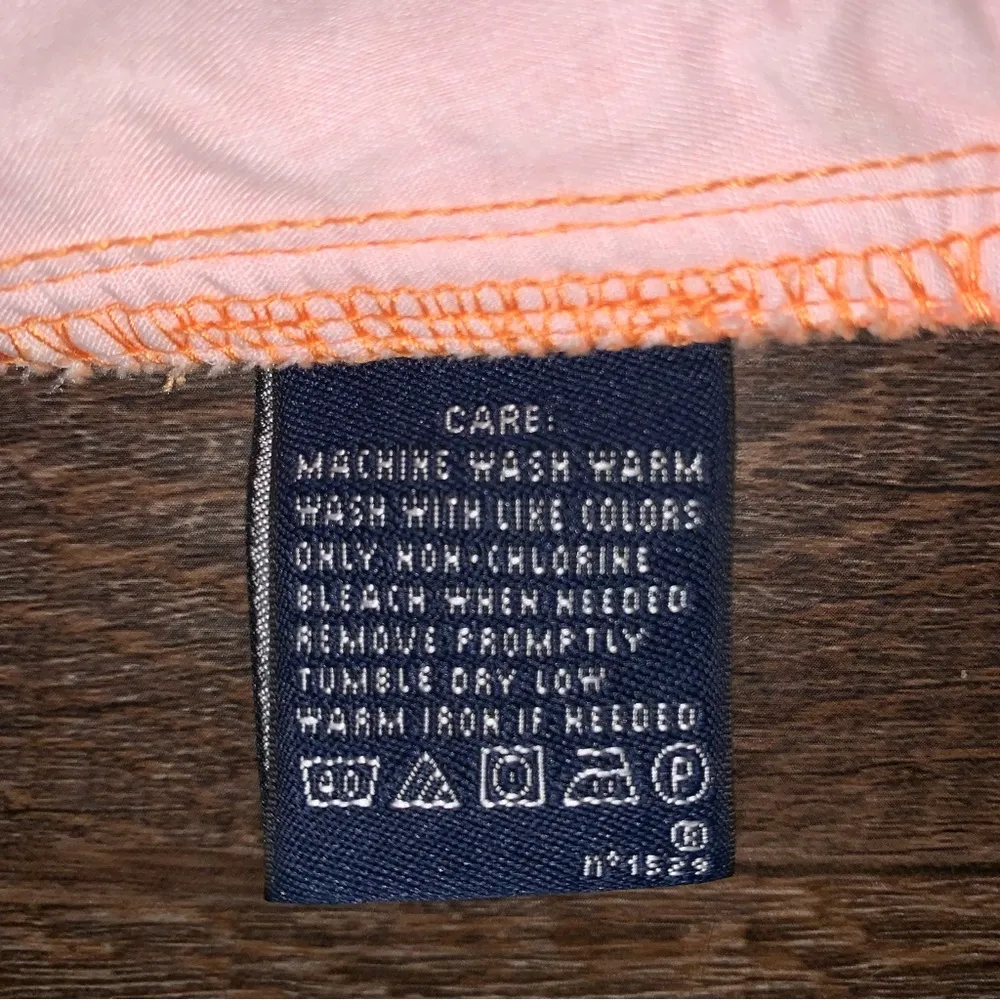 CARE:
MACHINE WASH WARM
WASH WITH LIKE COLORS
ONLY NON-CHLORINE
BLEACH WHEN NEEDED
REMOVE PROMPTLY
TUMBLE DRY LOW
WARM IRON IF NEEDED
40 P
n°1529